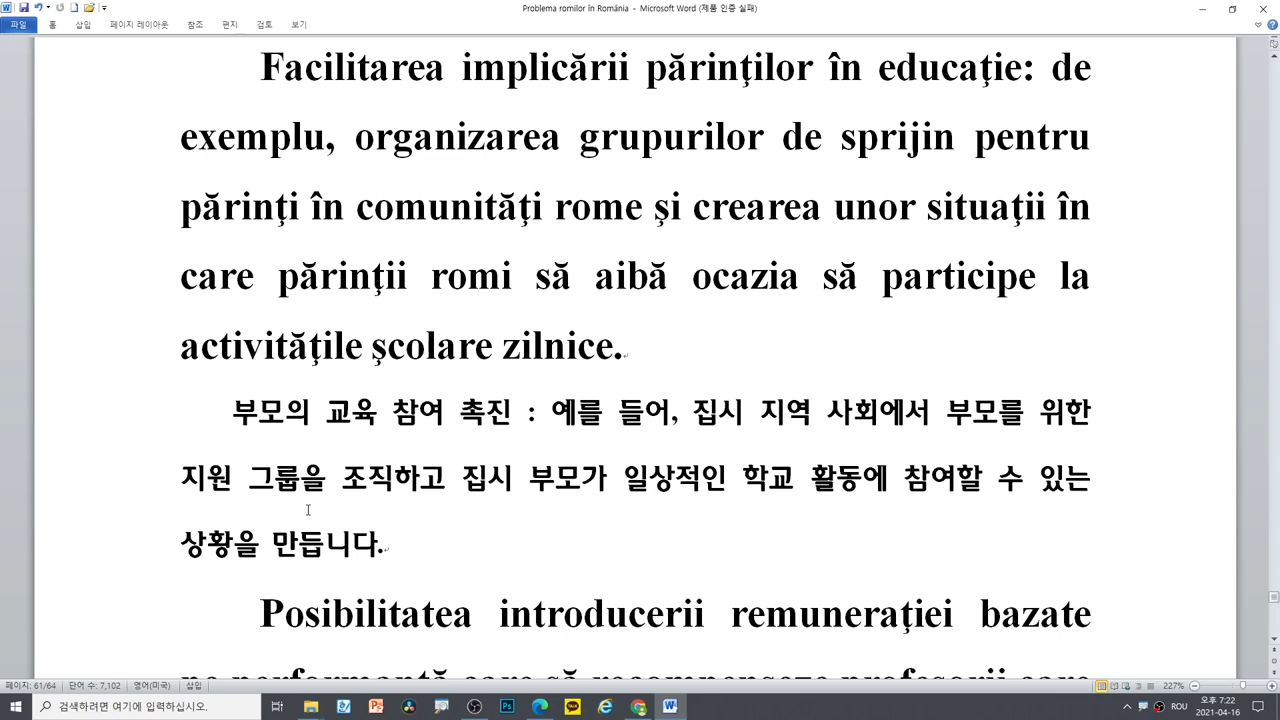 Problema romilor în România - Microsoft Word (제품 인증 실패)
파일 홈 삽입 페이지 레이아웃 참조 편지 검토 보기
Facilitarea implicării părinţilor în educaţie: de
exemplu, organizarea grupurilor de sprijin pentru
părinţi în comunităţi rome şi crearea unor situaţii în
care părinţii romi să aibă ocazia să participe la
activităţile şcolare zilnice.
부모의 교육 참여 촉진 : 예를 들어, 집시 지역 사회에서 부모를 위한
지원 그룹을 조직하고 집시 부모가 일상적인 학교 활동에 참여할 수 있는
상황을 만듭니다.
Posibilitatea introducerii remuneraţiei bazate
pe performanţă care să recompenseze profesorii care
페이지: 61/64 단어 수: 7,102 영어(미국) 삽입 227%
검색하려면 여기에 입력하십시오. ROU 오후 7:22
2021-04-16